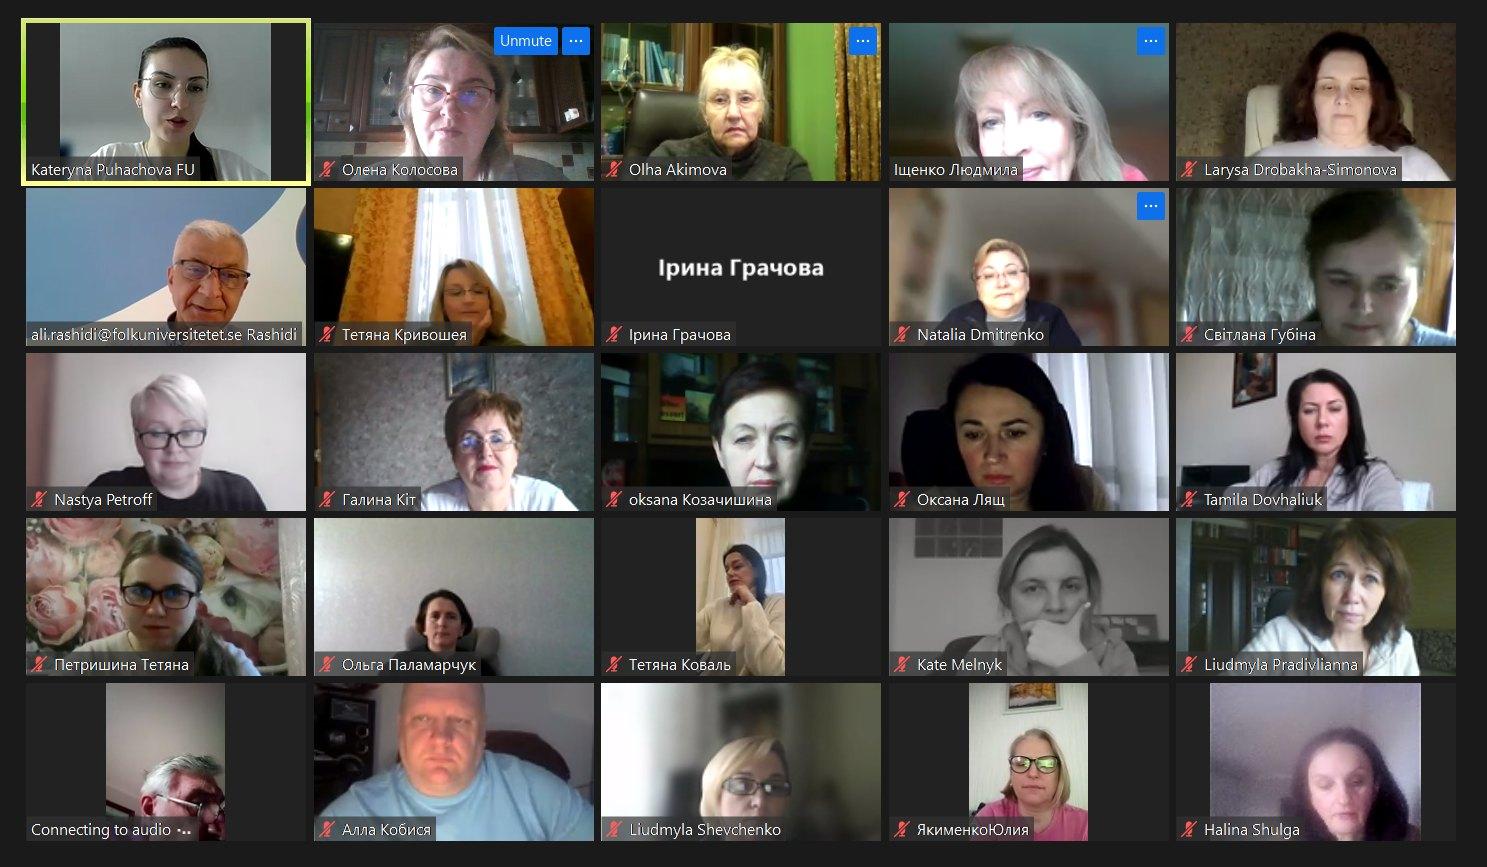 Kateryna Puhachova FU
Unmute ...
Олена Колосова
...
Olha Akimova
...
Іщенко Людмила
Larysa Drobakha-Simonova
ali.rashidi@folkuniversitetet.se Rashidi
Тетяна Кривошея
Ірина Грачова
Ірина Грачова
...
Natalia Dmitrenko
Світлана Губіна
Nastya Petroff
Галина Кіт
oksana Козачишина
Оксана Лящ
Tamila Dovhaliuk
Петришина Тетяна
Ольга Паламарчук
Тетяна Коваль
Kate Melnyk
Liudmyla Pradivlianna
Connecting to audio ...
Алла Кобися
Liudmyla Shevchenko
ЯкименкоЮлия
Halina Shulga